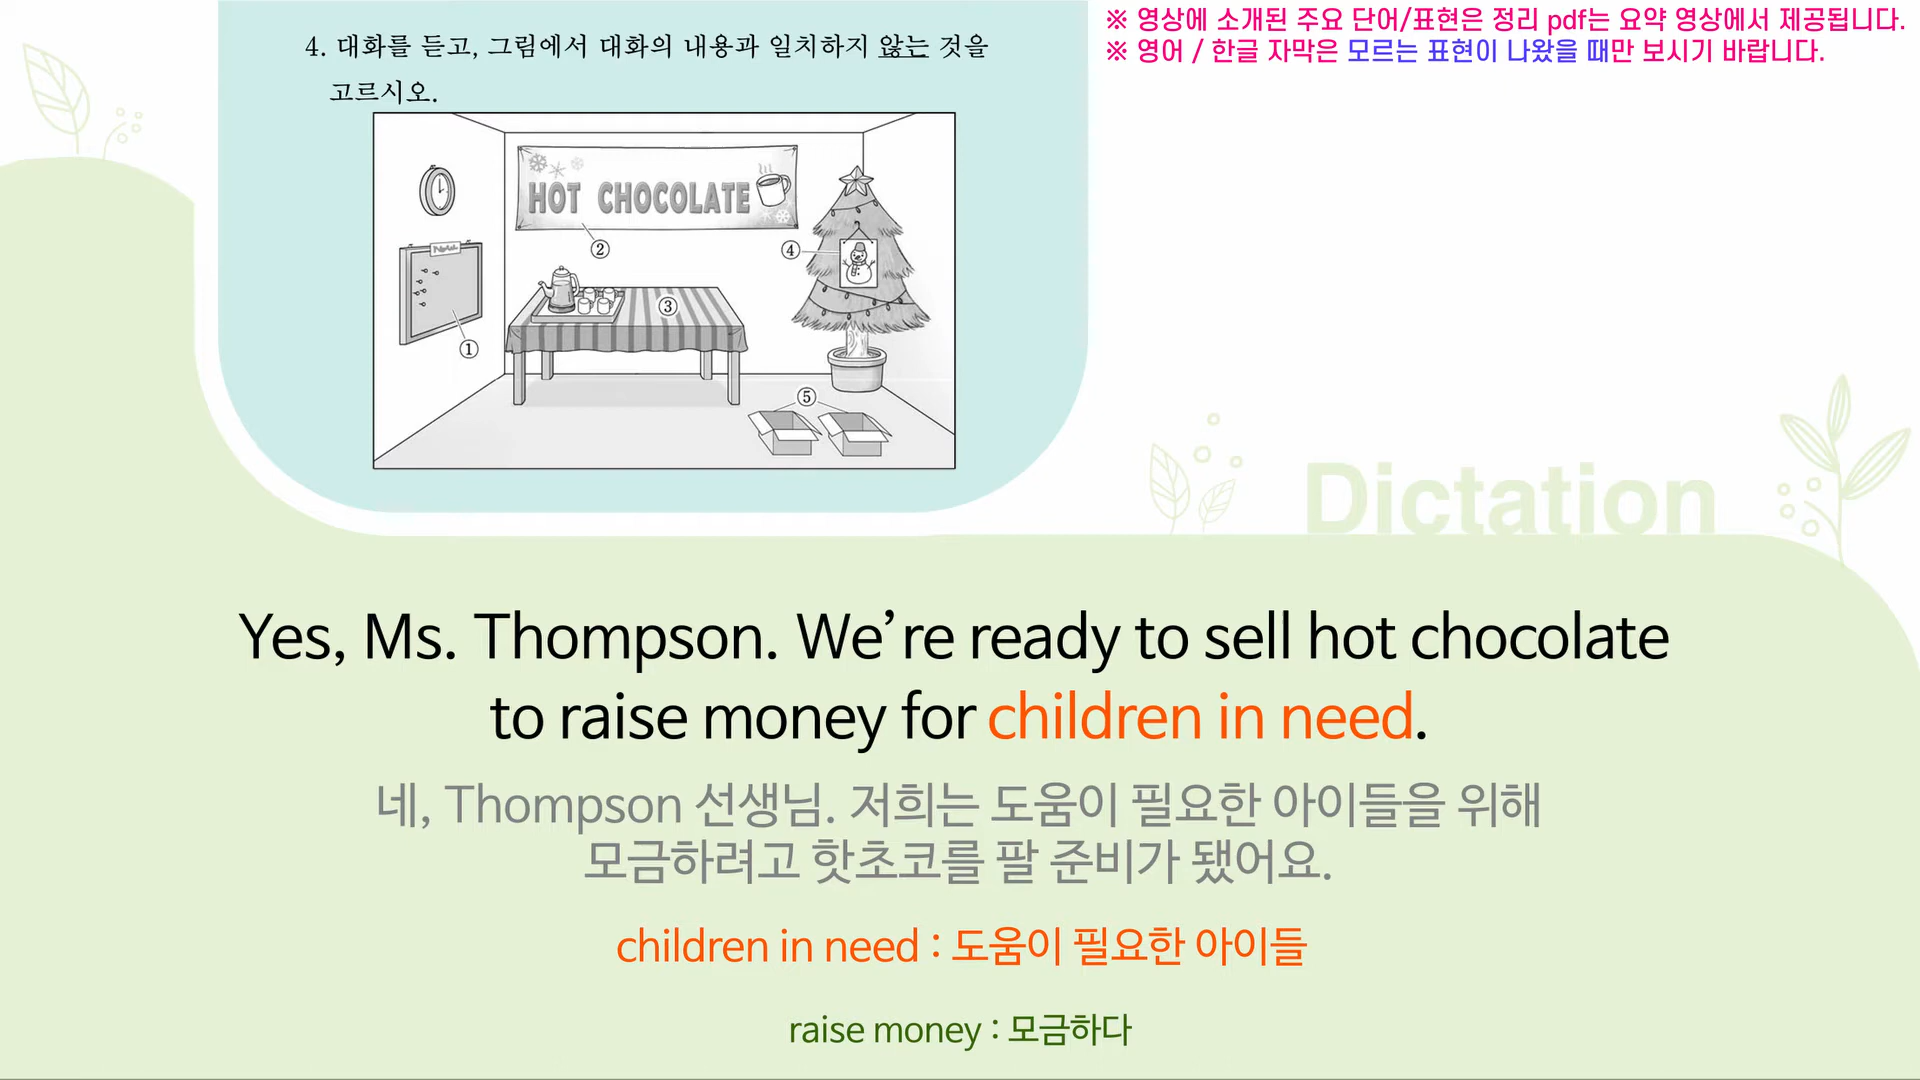 4. 대화를 듣고, 그림에서 대화의 내용과 일치하지 않는 것을
고르시오.
※ 영상에 소개된 주요 단어/표현은 정리 pdf는 요약 영상에서 제공됩니다.
※ 영어 / 한글 자막은 모르는 표현이 나왔을 때만 보시기 바랍니다.
HOT CHOCOLATE
②
④
③
①
⑤
Dictation
Yes, Ms. Thompson. We’re ready to sell hot chocolate
to raise money for children in need.
네, Thompson 선생님. 저희는 도움이 필요한 아이들을 위해
모금하려고 핫초코를 팔 준비가 됐어요.
children in need : 도움이 필요한 아이들
raise money : 모금하다